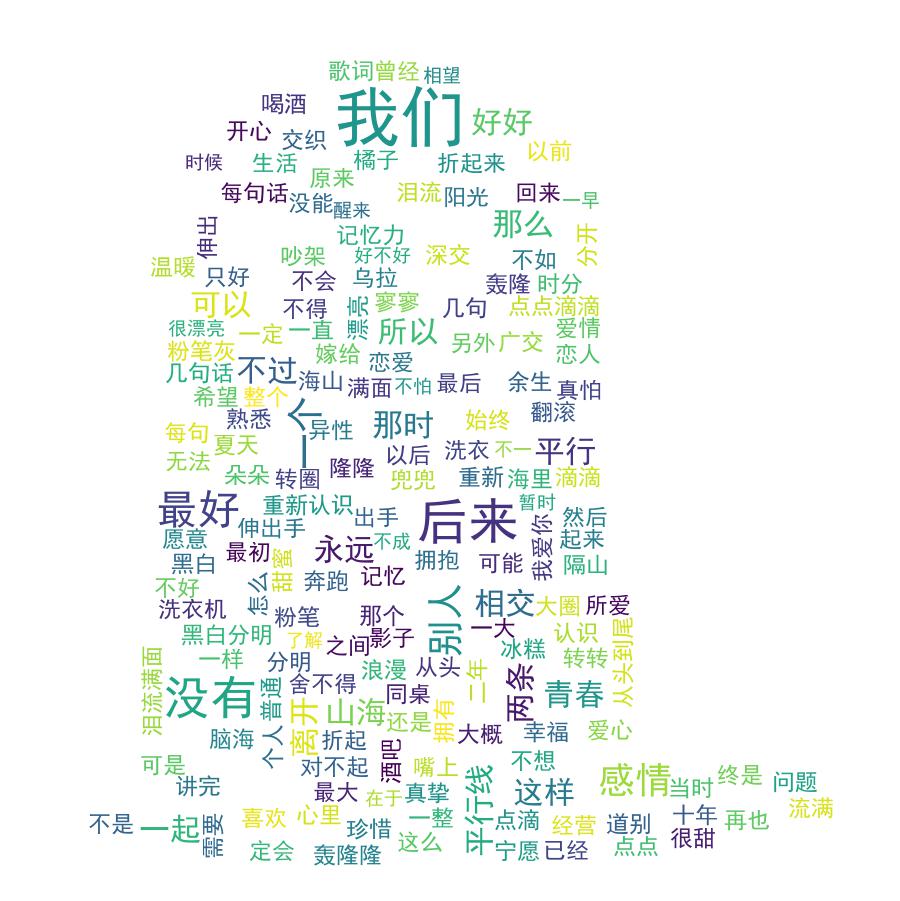 歌词 曾经 相望
喝酒 我们 好好
开心 交织 以前
时候 生活 橘子 折起来
原来
每句话 没能 泪流 阳光 回来 一早
醒来 那么
伸出 记忆力 分开
吵架 好不好 深交 不如
温暖 只好 不会 乌拉 轰隆 时分
可以 不得 漂亮 寥寥 几句 点点滴滴
很漂亮 一定 一直 所以 另外 广交 爱情
粉笔灰 嫁给 恋爱 恋人
几句话 不过 海山 满面 不怕 最后 余生 真怕
希望 整个 一个 翻滚
熟悉 异性 那时 始终
每句 夏天 以后 洗衣 不一 平行
无法 朵朵 转圈 隆隆 兜兜 重新 海里 滴滴
最好 重新认识 出手 后来 暂时 然后
愿意 伸出手 不成 我爱你 起来
黑白 最初 甜蜜 永远 拥抱 可能 隔山
不好 怎么 奔跑 记忆
洗衣机 粉笔 那个 别人 相交 大圈 所爱
黑白分明 了解 之间 影子 一大 冰糕 认识 从头到尾
泪流满面 一样 分明 浪漫 从头 二年 转转
没有 普通 舍不得 同桌 两条 青春
离开 山海 还是 拥有 爱心
脑海 个人 折起 酒吧 大概 幸福
可是 对不起 嘴上 不想 感情 当时 终是 问题
讲完 最大 在于 真挚 平行线 这样
不是 一起 需要 喜欢 心里 珍惜 一整 点滴 经营 道别 十年 再也 流满
定会 轰隆隆 这么 宁愿 已经 点点 很甜